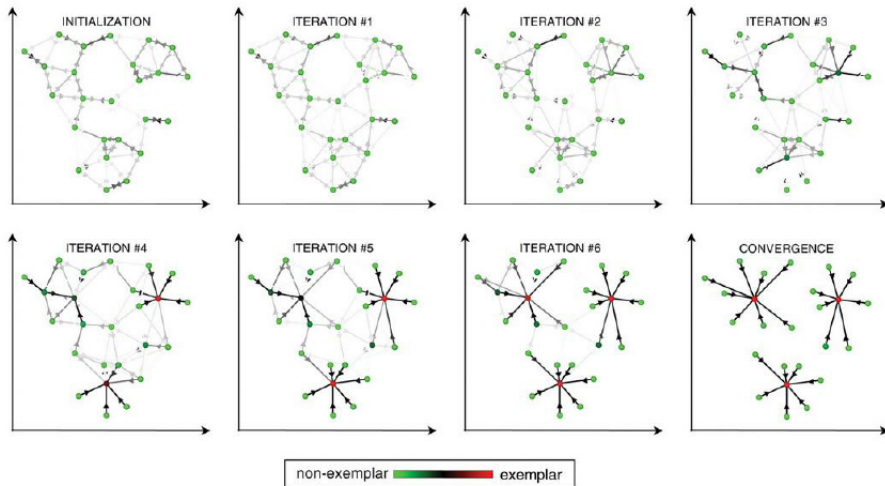 INITIALIZATION
ITERATION #1
ITERATION #2
ITERATION #3
ITERATION #4
ITERATION #5
ITERATION #6
CONVERGENCE
non-exemplar exemplar